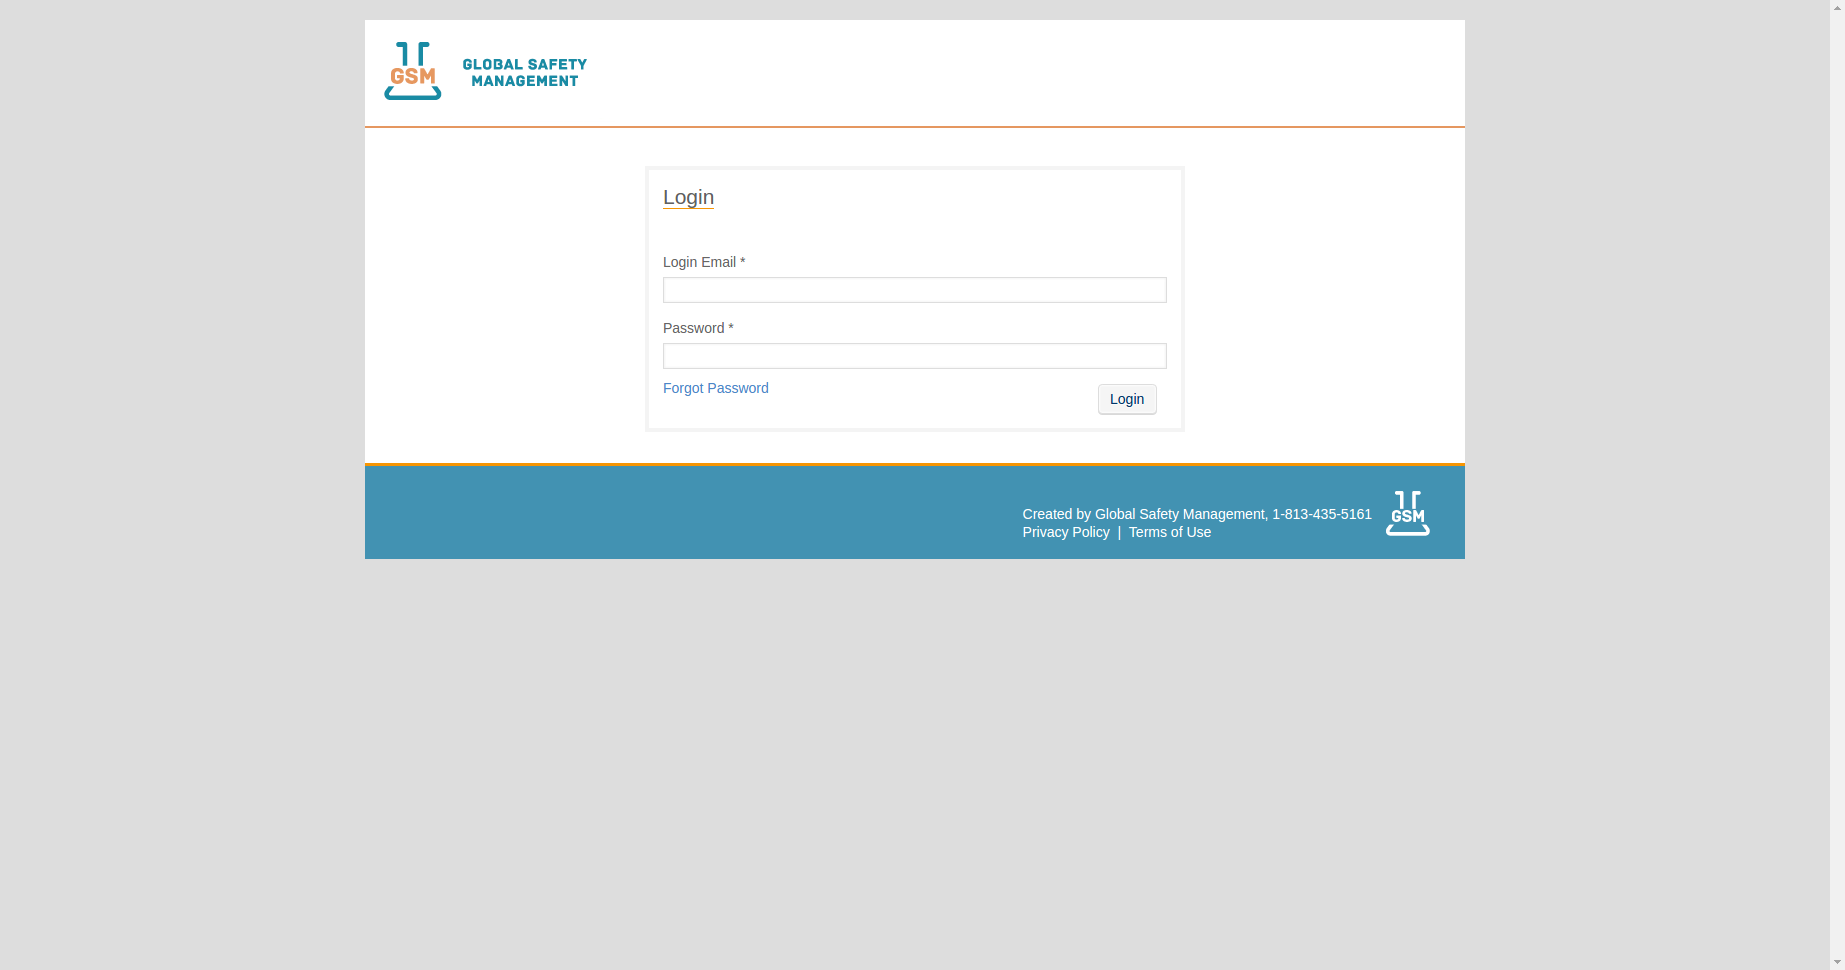 GSM
GLOBAL SAFETY
MANAGEMENT
Login
Login Email *
Password *
Forgot Password
Login
Created by Global Safety Management, 1-813-435-5161
Privacy Policy | Terms of Use
GSM